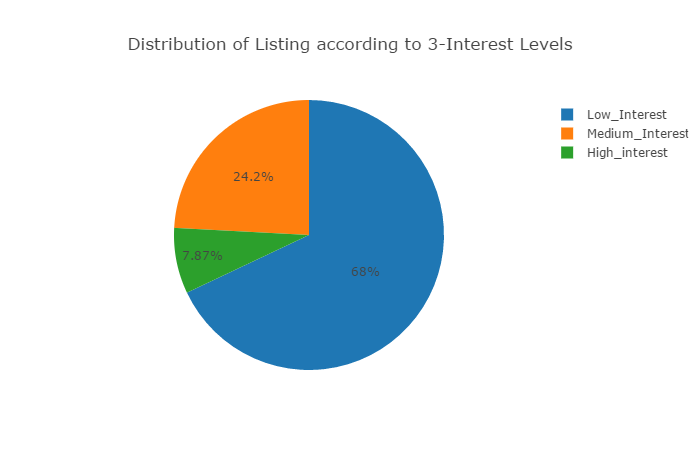 Distribution of Listing according to 3-Interest Levels
Low_Interest
Medium_Interest
High_interest
24.2%
7.87%
68%